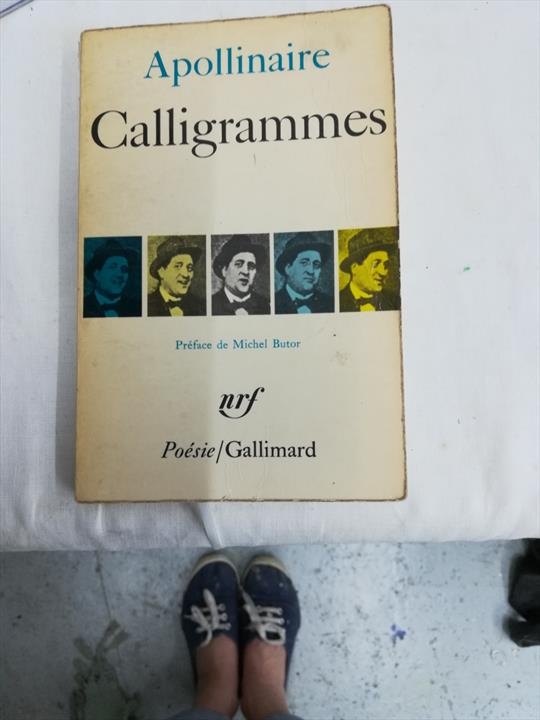 Apollinaire
Calligrammes
Préface de Michel Butor
nrf
Poésie/Gallimard